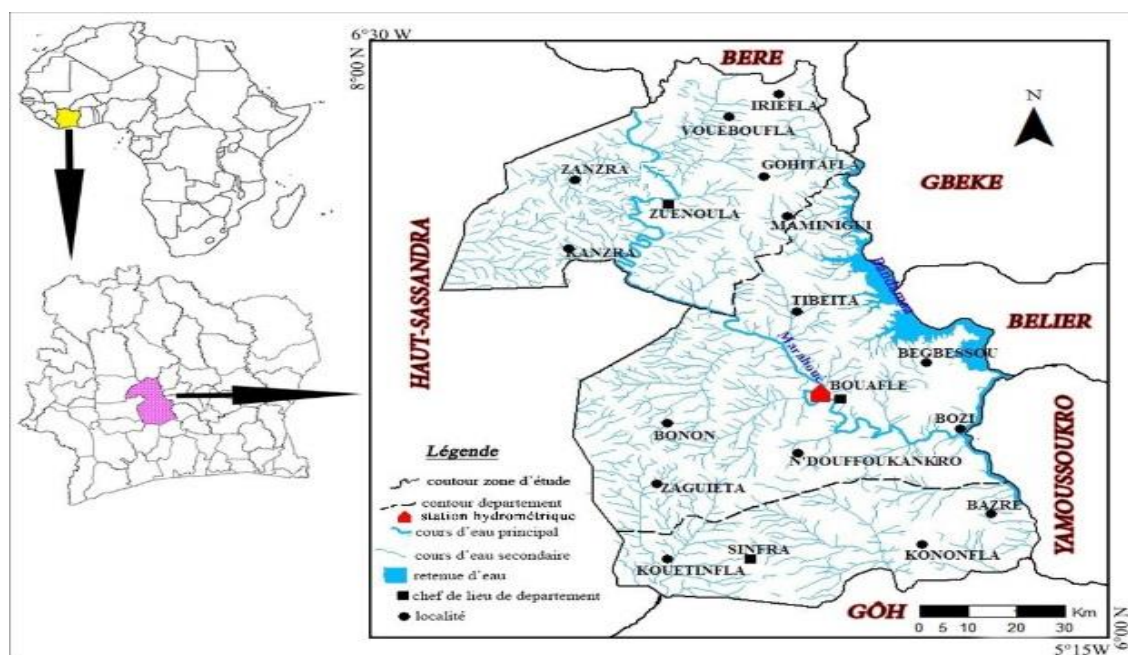 6°30 W
8°00 N
BERE
IRIEFLA
VOUEBOUFLA
N
GOHITAFLA
ZANZRA
GBEKE
ZUENOULA
MAMINIGUI
KANZRA
HAUT-SASSANDRA
TIBEITA
BELIER
Marahoue
BEGBESSOU
BOUAFLE
BOZI
BONON
N'DOUFFOUKANKRO
YAMOUSSOUKRO
ZAGUIETA
BAZRE
SINFRA
KONONFLA
KOUETINFLA
GÔH
Légende
contour zone d'étude
contour departement
station hydrométrique
cours d'eau principal
cours d'eau secondaire
retenue d'eau
chef de lieu de departement
localité
Km
0 5 10 20 30
6°00 N
5°15W